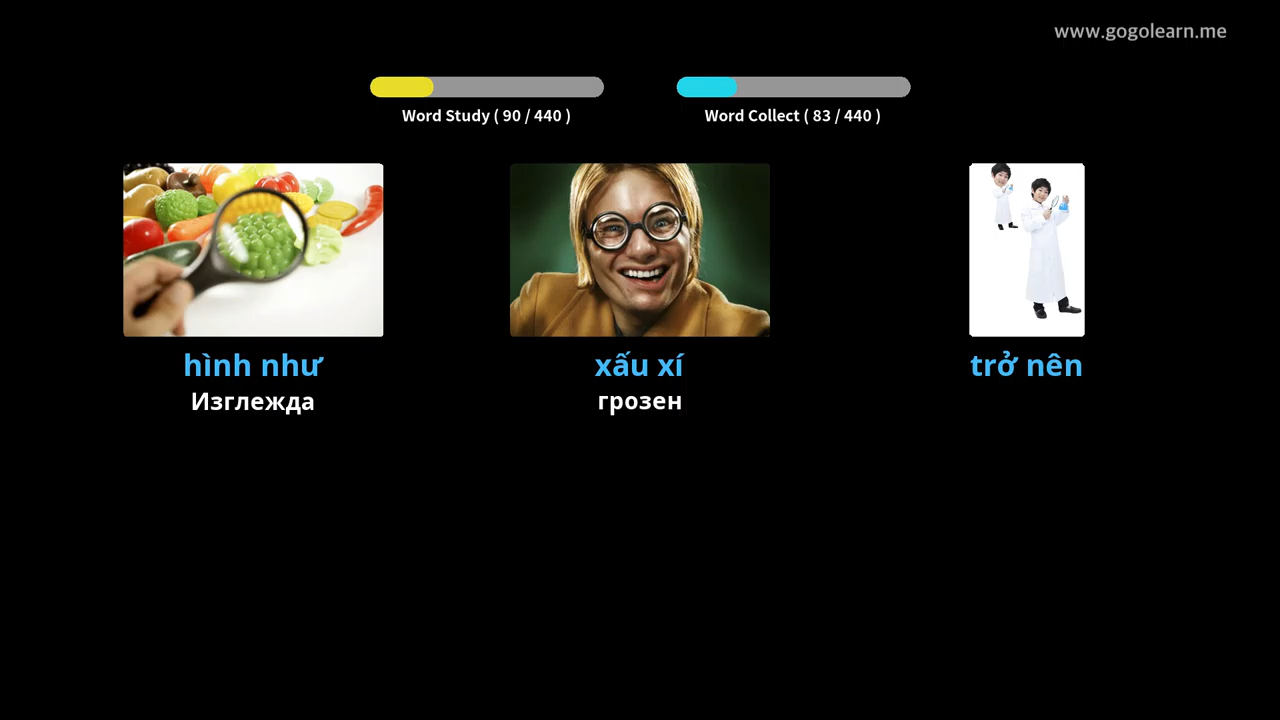 www.gogolearn.me
Word Study ( 90 / 440 )
Word Collect ( 83 / 440 )
hình như
Изглежда
xấu xí
грозен
trở nên